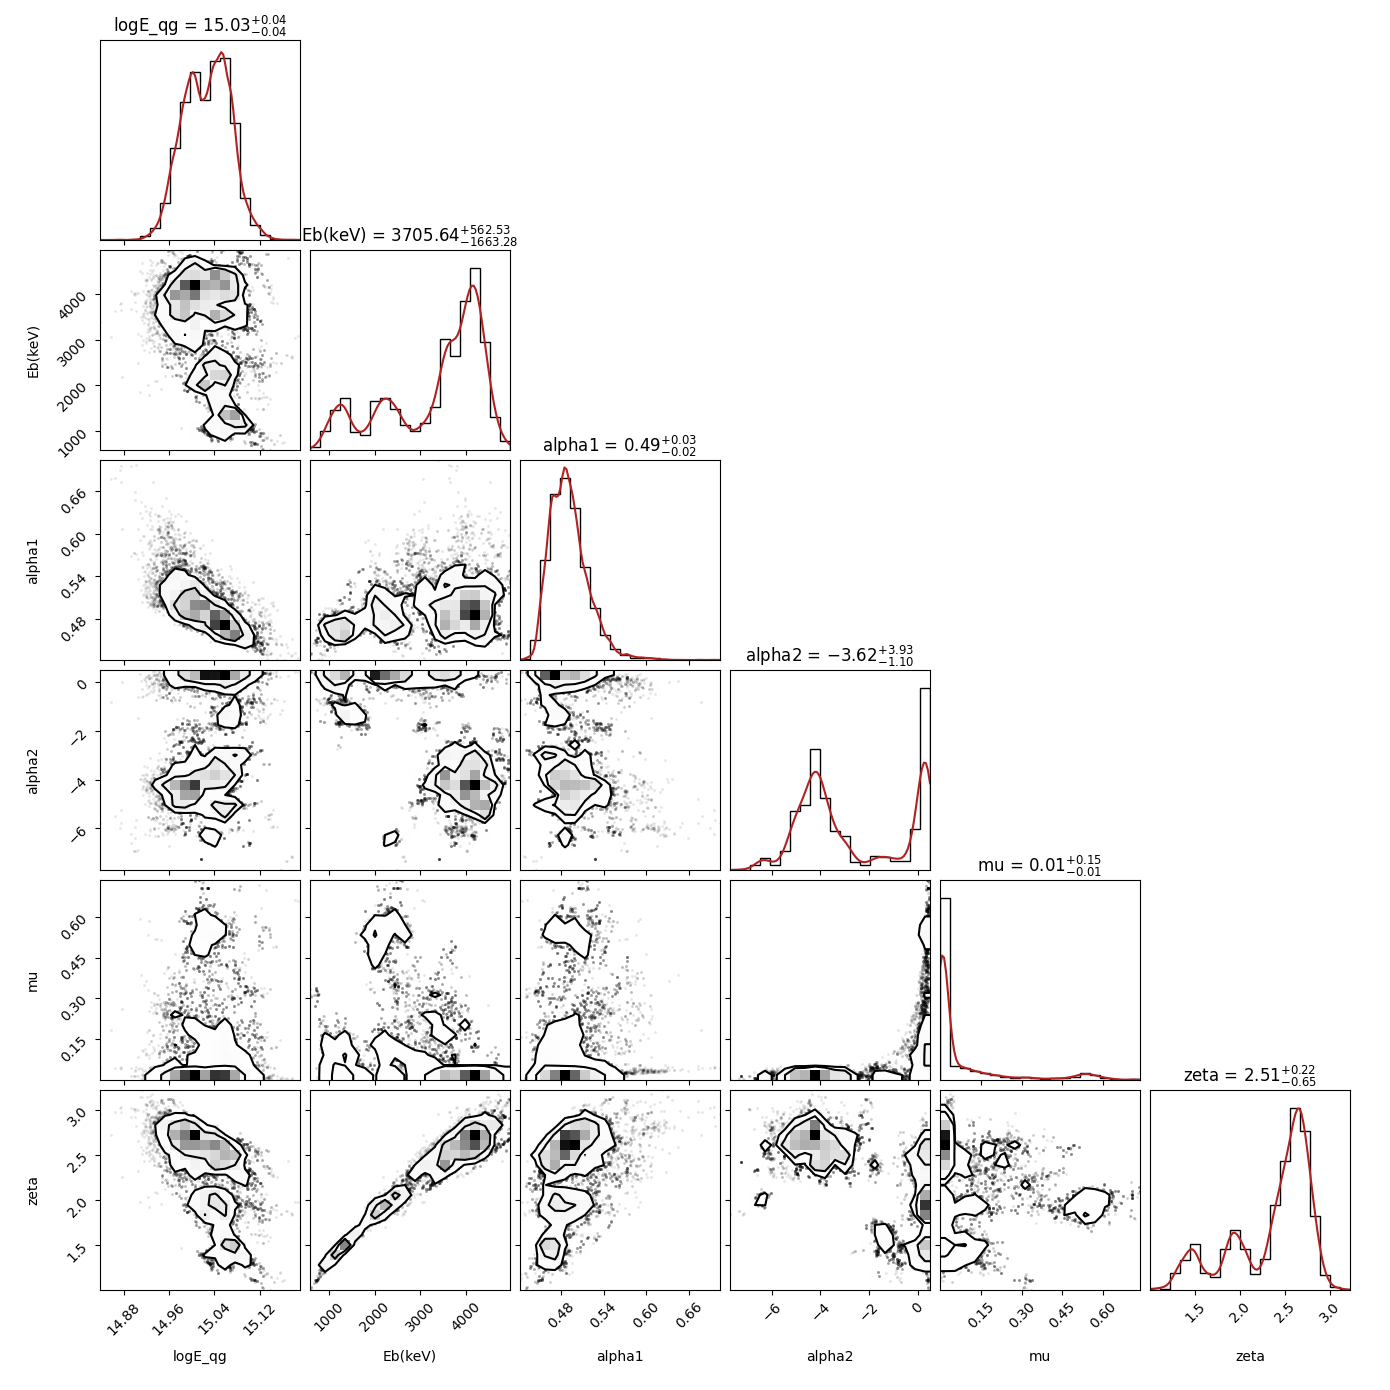 logE_qg = 15.03+0.04−0.04
Eb(keV) = 3705.64+562.53−1663.28
4000
3000
2000
1000
Eb(keV)
alpha1 = 0.49+0.03−0.02
0.66
0.60
0.54
0.48
alpha1
alpha2 = −3.62+3.93−1.10
0
−2
−4
−6
alpha2
mu = 0.01+0.15−0.01
0.60
0.45
0.30
0.15
mu
zeta = 2.51+0.22−0.65
3.0
2.5
2.0
1.5
zeta
14.88 14.96 15.04 15.12 1000 2000 3000 4000 0.48 0.54 0.60 0.66 −6 −4 −2 0 0.15 0.30 0.45 0.60 1.5 2.0 2.5 3.0
logE_qg Eb(keV) alpha1 alpha2 mu zeta